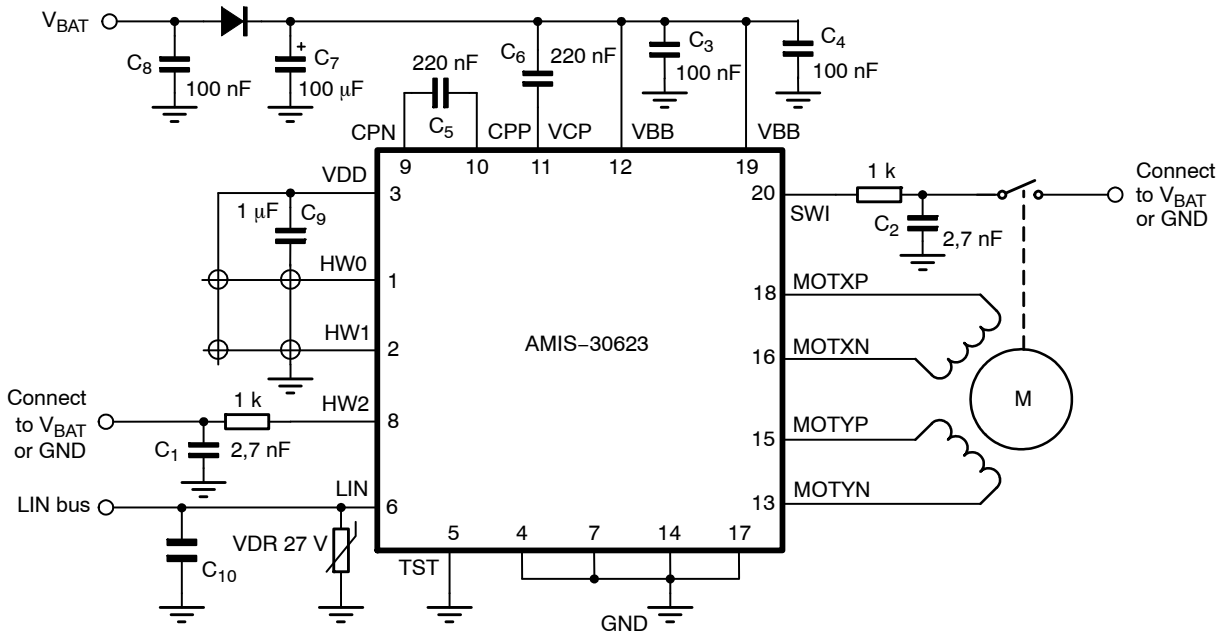 V_BAT
C8
100 nF
+
C7
100 μF
220 nF
C5
C6
220 nF
C3
100 nF
C4
100 nF
CPN
CPP
VCP
VBB
VBB
9
10
11
12
19
VDD
3
1 μF
C9
HW0
1
HW1
2
Connect
to V_BAT
or GND
1 k
HW2
8
C1
2,7 nF
LIN bus
LIN
6
C10
VDR 27 V
AMIS−30623
20
SWI
1 k
C2
2,7 nF
Connect
to V_BAT
or GND
18
MOTXP
16
MOTXN
15
MOTYP
13
MOTYN
M
5
4
7
14
17
TST
GND